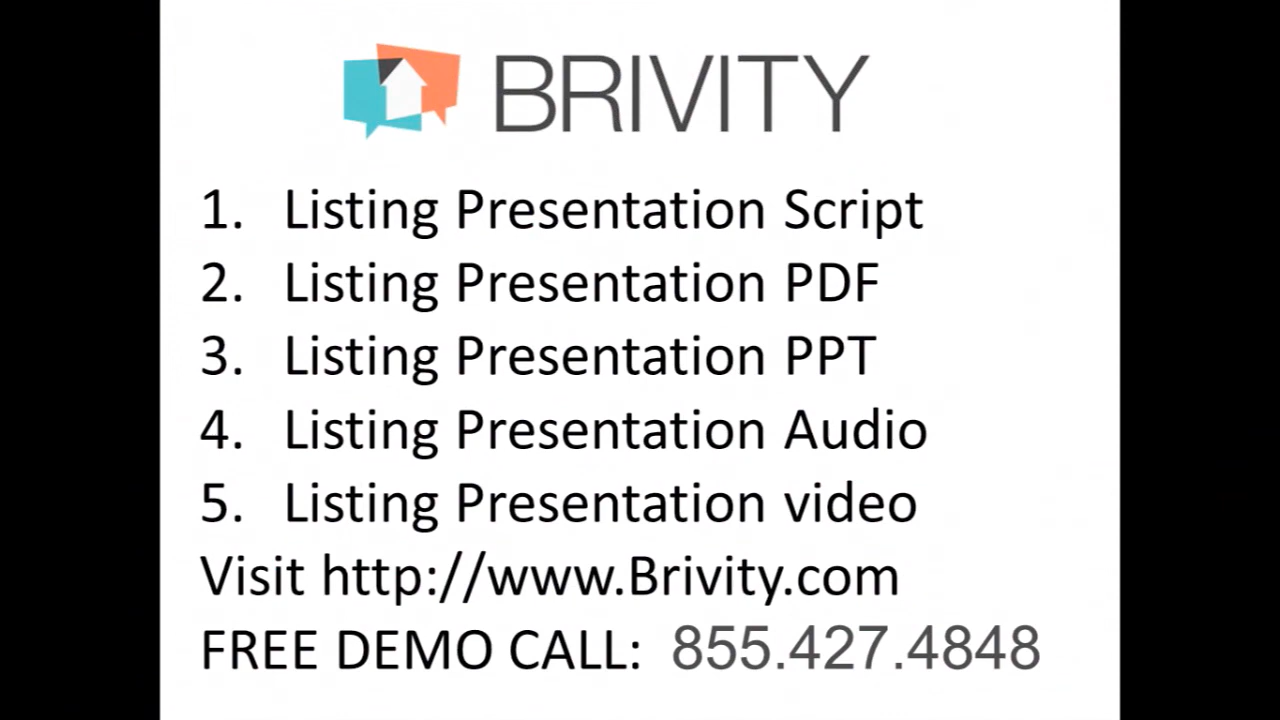 BRIVITY
1. Listing Presentation Script
2. Listing Presentation PDF
3. Listing Presentation PPT
4. Listing Presentation Audio
5. Listing Presentation video
Visit http://www.Brivity.com
FREE DEMO CALL: 855.427.4848